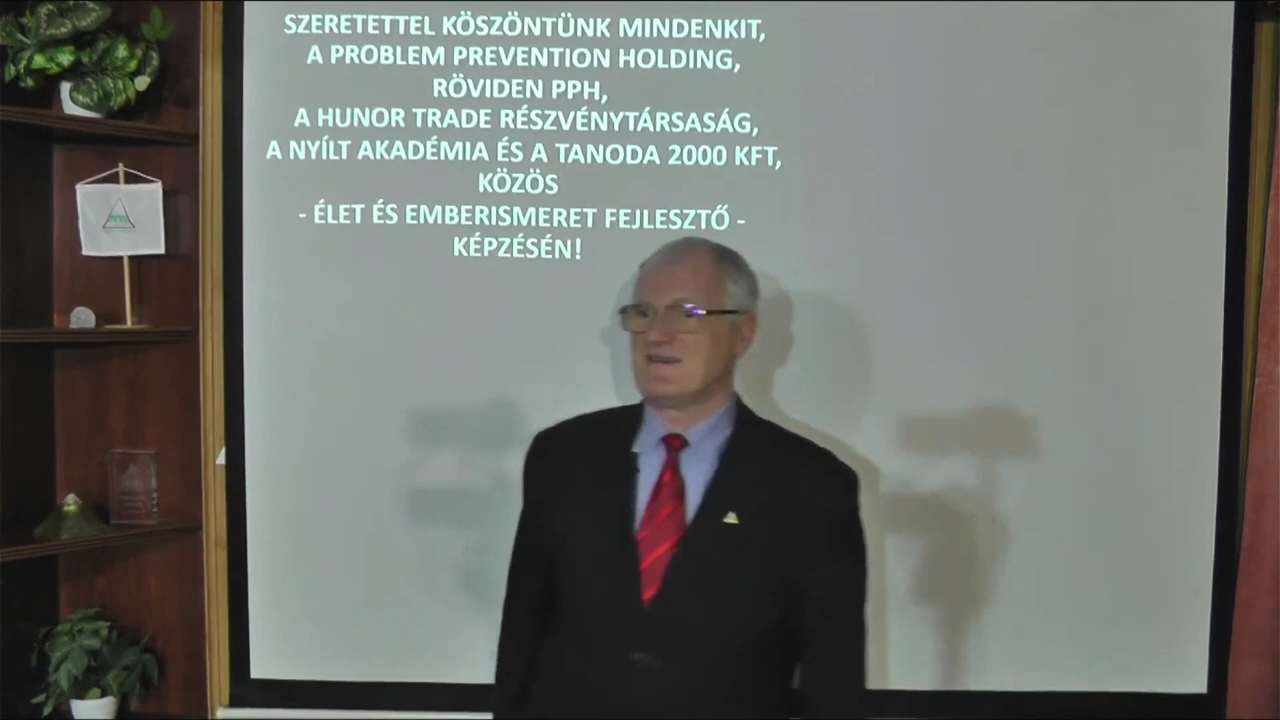 SZERETETTEL KÖSZÖNTÜNK MINDENKIT,
A PROBLEM PREVENTION HOLDING,
RÖVIDEN PPH,
A HUNOR TRADE RÉSZVÉNYTÁRSASÁG,
A NYÍLT AKADÉMIA ÉS A TANODA 2000 KFT,
KÖZÖS
- ÉLET ÉS EMBERISMERET FEJLESZTŐ -
KÉPZÉSÉN!